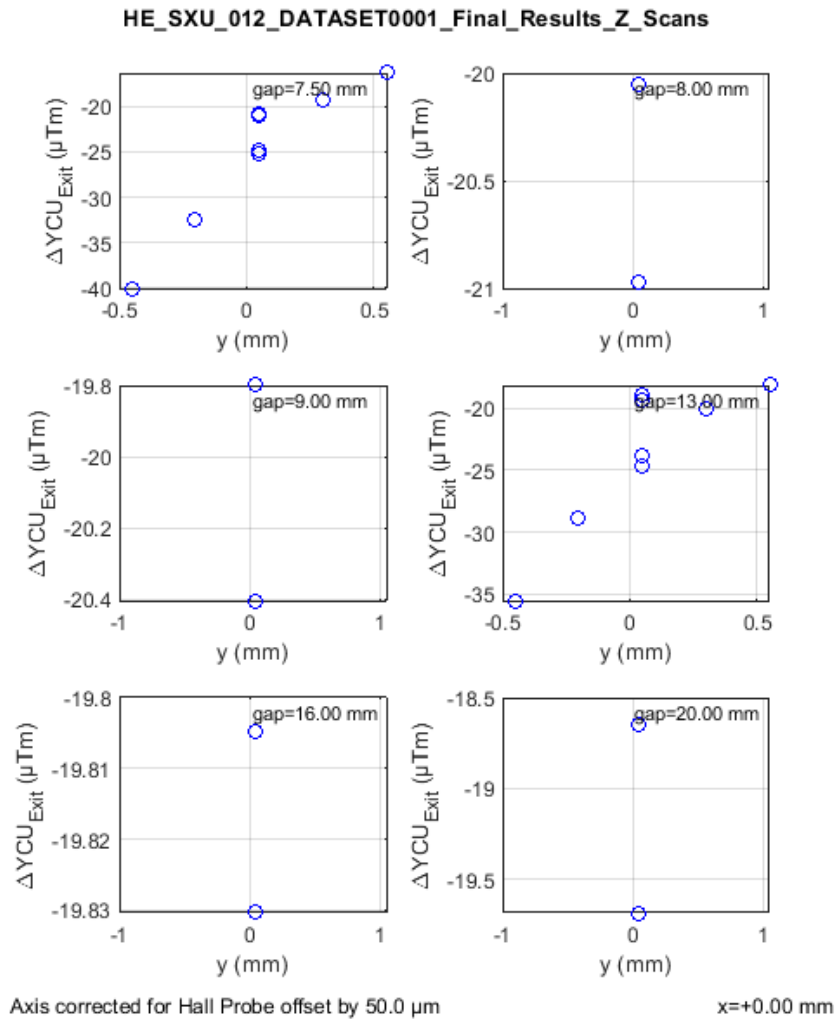 HE_SXU_012_DATASET0001_Final_Results_Z_Scans
gap=7.50 mm
-20
-25
-30
-35
-40
-0.5 0 0.5
y (mm)
ΔYCU_Exit (µTm)
gap=8.00 mm
-20
-20.5
-21
-1 0 1
y (mm)
ΔYCU_Exit (µTm)
gap=9.00 mm
-19.8
-20
-20.2
-20.4
-1 0 1
y (mm)
ΔYCU_Exit (µTm)
gap=13.00 mm
-20
-25
-30
-35
-0.5 0 0.5
y (mm)
ΔYCU_Exit (µTm)
gap=16.00 mm
-19.8
-19.81
-19.82
-19.83
-1 0 1
y (mm)
ΔYCU_Exit (µTm)
gap=20.00 mm
-18.5
-19
-19.5
-1 0 1
y (mm)
ΔYCU_Exit (µTm)
Axis corrected for Hall Probe offset by 50.0 µm
x=+0.00 mm